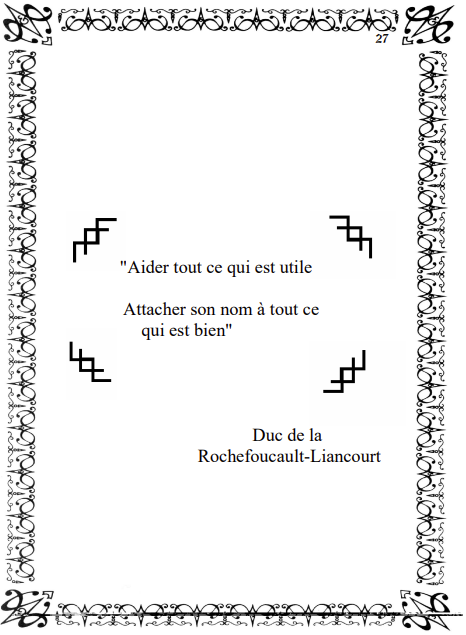 27
"Aider tout ce qui est utile
Attacher son nom à tout ce
qui est bien"
Duc de la
Rochefoucault-Liancourt